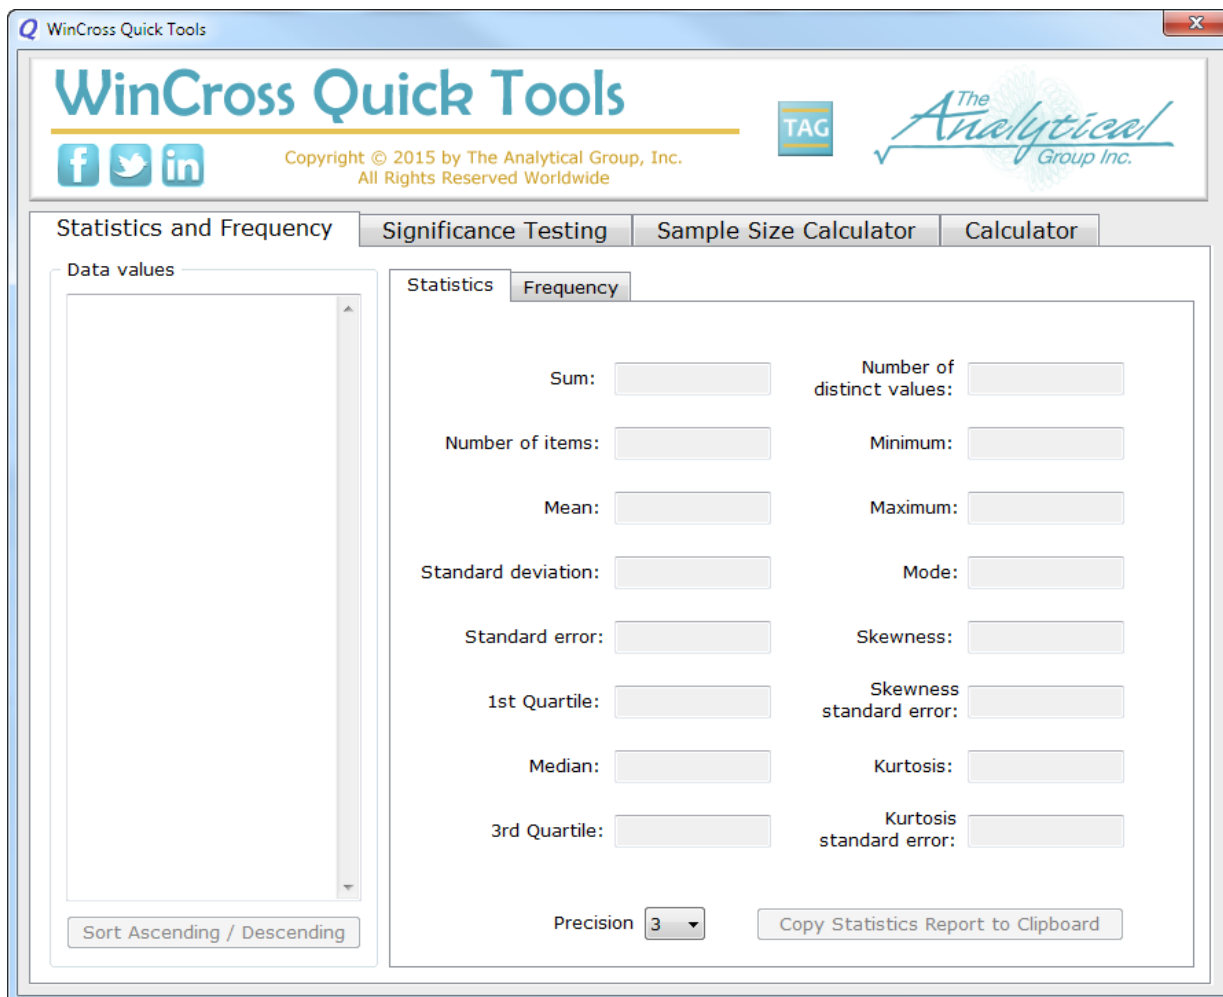 Q WinCross Quick Tools
x
WinCross Quick Tools
TAG
The
Analytical
Group Inc.
f
in
Copyright © 2015 by The Analytical Group, Inc.
All Rights Reserved Worldwide
Statistics and Frequency
Significance Testing
Sample Size Calculator
Calculator
Data values
Sort Ascending / Descending
Statistics
Frequency
Sum:
Number of
distinct values:
Number of items:
Minimum:
Mean:
Maximum:
Standard deviation:
Mode:
Standard error:
Skewness:
1st Quartile:
Skewness
standard error:
Median:
Kurtosis:
3rd Quartile:
Kurtosis
standard error:
Precision 3
Copy Statistics Report to Clipboard